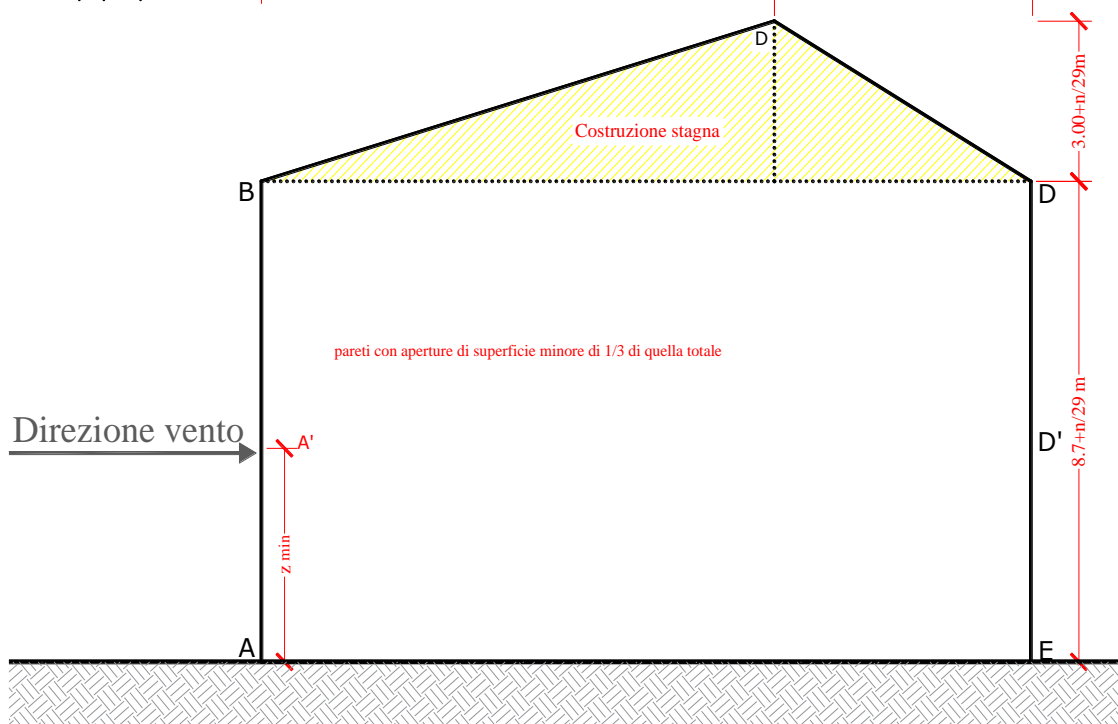 D
3.00+n/29m
Costruzione stagna
B
D
pareti con aperture di superficie minore di 1/3 di quella totale
Direzione vento
A'
D'
8.7+n/29 m
z min
A
E